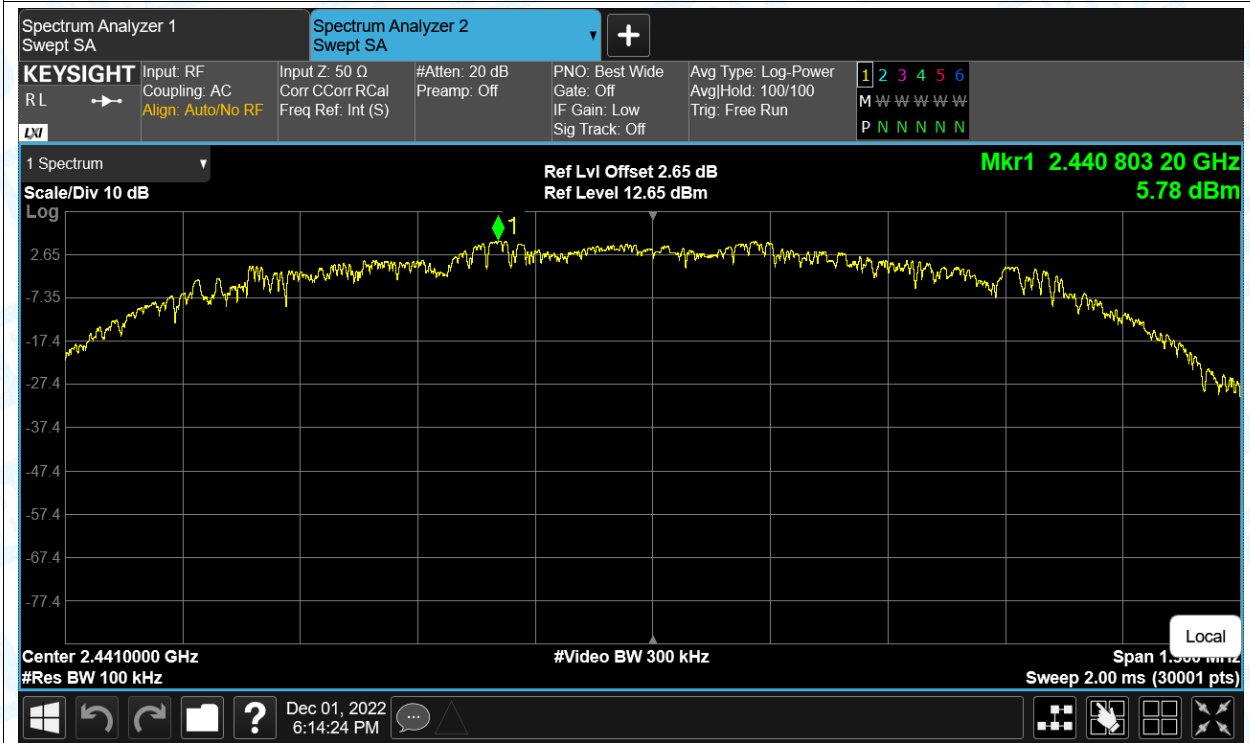 Spectrum Analyzer 1
Swept SA
Spectrum Analyzer 2
Swept SA
KEYSIGHT
R L
LXI
Input: RF
Coupling: AC
Align: Auto/No RF
Input Z: 50 Ω
Corr CCorr RCal
Freq Ref: Int (S)
#Atten: 20 dB
Preamp: Off
PNO: Best Wide
Gate: Off
IF Gain: Low
Sig Track: Off
Avg Type: Log-Power
Avg|Hold: 100/100
Trig: Free Run
1 2 3 4 5 6
M W W W W W
P N N N N N
1 Spectrum
Scale/Div 10 dB
Log
Ref Lvl Offset 2.65 dB
Ref Level 12.65 dBm
Mkr1 2.440 803 20 GHz
5.78 dBm
1
2.65
-7.35
-17.4
-27.4
-37.4
-47.4
-57.4
-67.4
-77.4
Local
Center 2.4410000 GHz
#Res BW 100 kHz
#Video BW 300 kHz
Span 1.500 MHz
Sweep 2.00 ms (30001 pts)
?
Dec 01, 2022
6:14:24 PM